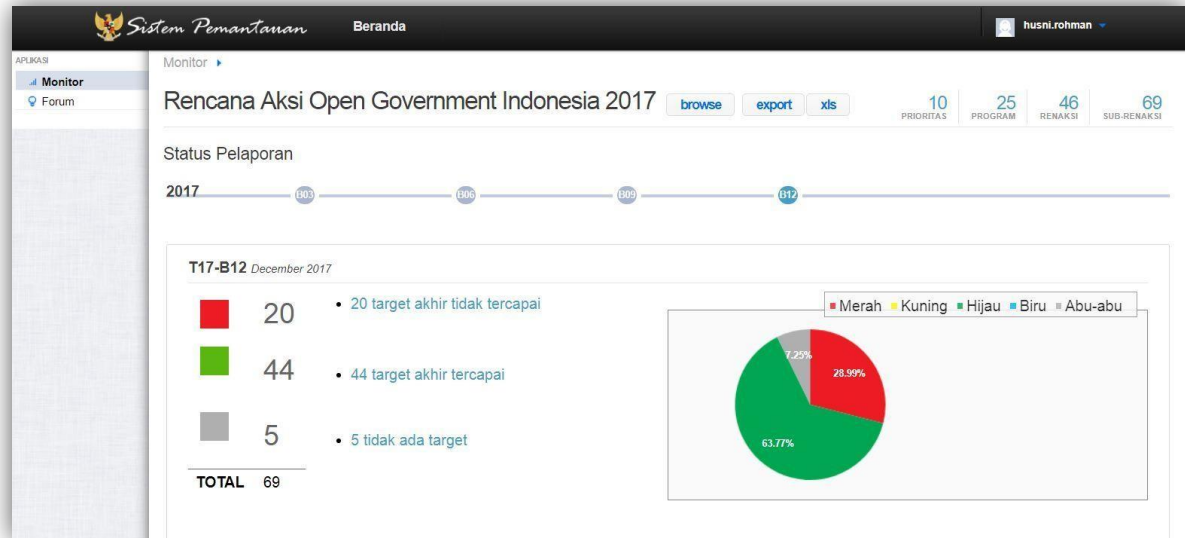 Sistem Pemantauan
Beranda
husni.rohman
APLIKASI
Monitor
Forum
Monitor
Rencana Aksi Open Government Indonesia 2017
browse
export
xls
10
PRIORITAS
25
PROGRAM
46
RENAKSI
69
SUB-RENAKSI
Status Pelaporan
2017
B03
B06
B09
B12
T17-B12 December 2017
20
20 target akhir tidak tercapai
44
44 target akhir tercapai
5
5 tidak ada target
TOTAL 69
Merah Kuning Hijau Biru Abu-abu
7.25%
28.99%
63.77%